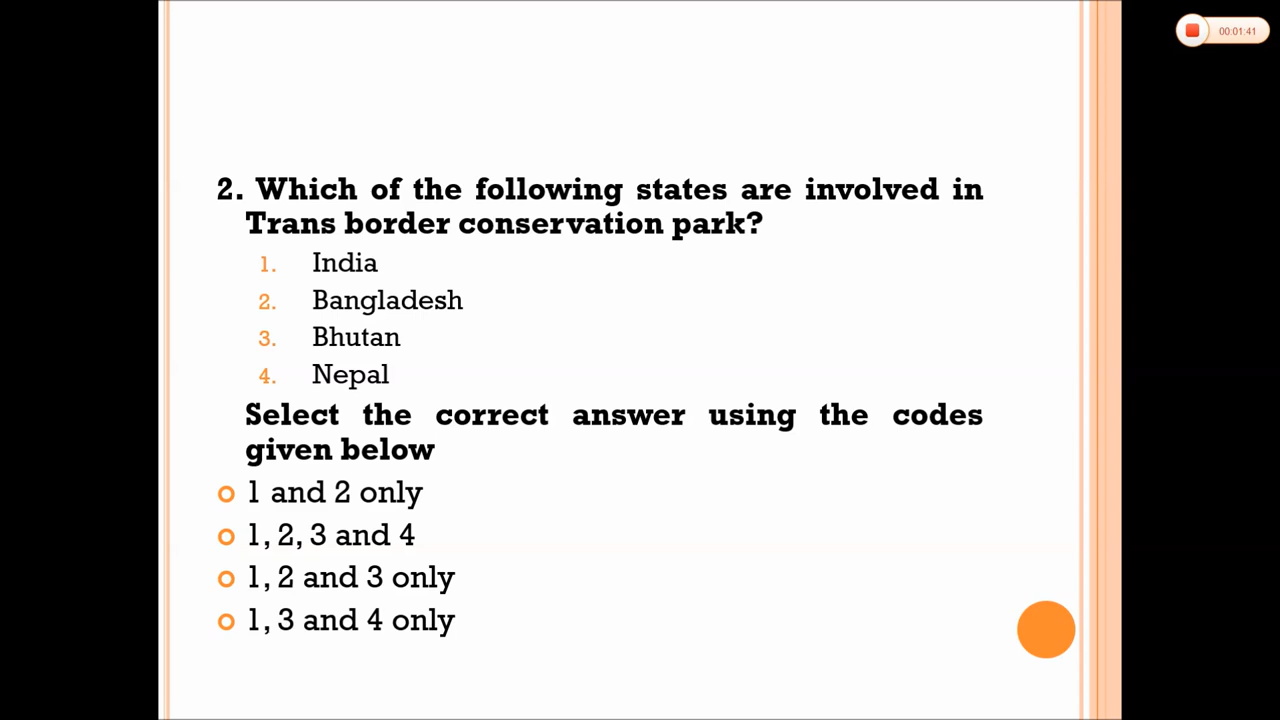 00:01:41
2. Which of the following states are involved in
Trans border conservation park?
1. India
2. Bangladesh
3. Bhutan
4. Nepal
Select the correct answer using the codes
given below
1 and 2 only
1, 2, 3 and 4
1, 2 and 3 only
1, 3 and 4 only